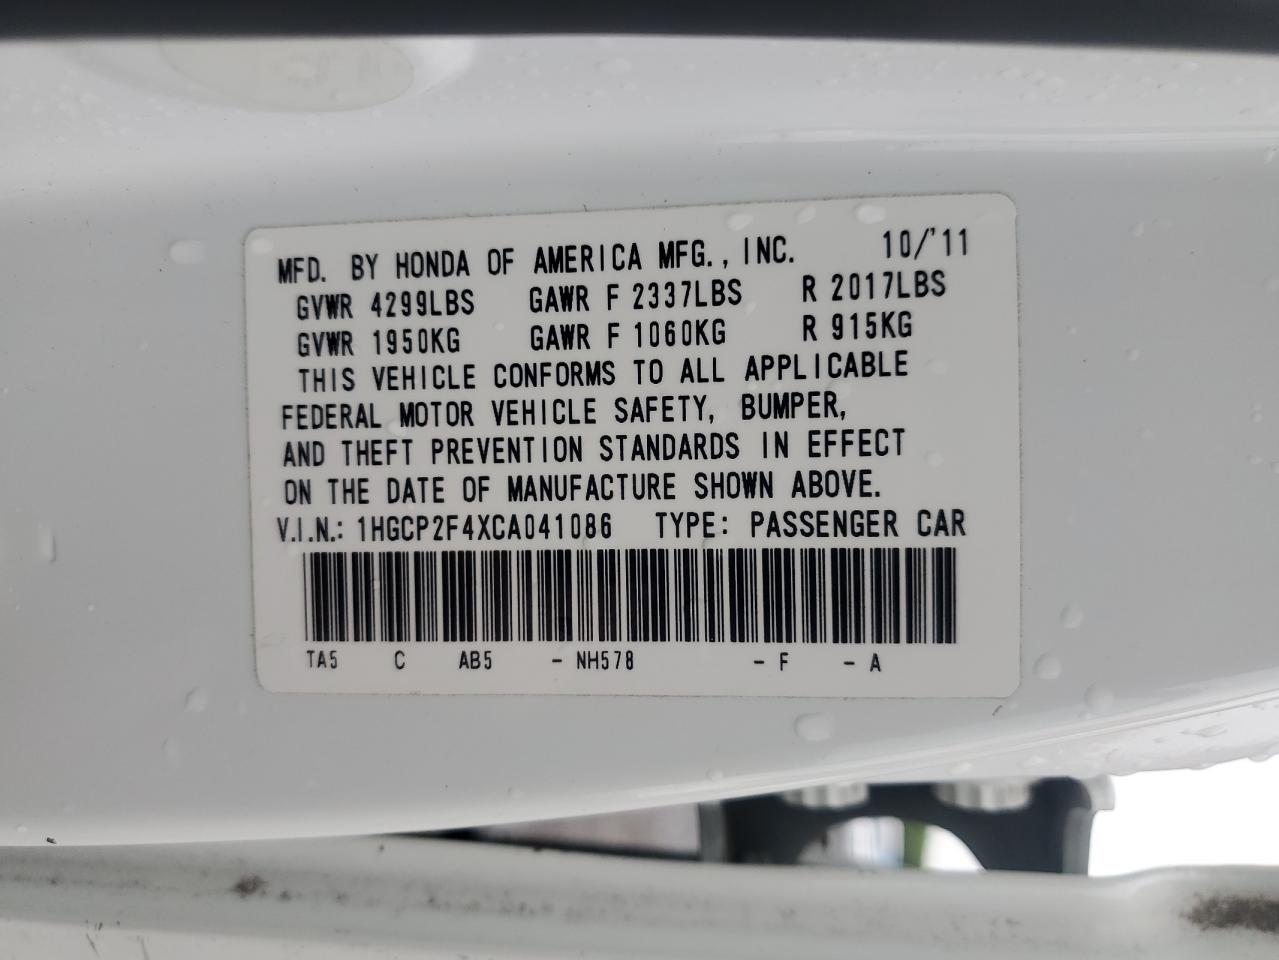 MFD. BY HONDA OF AMERICA MFG., INC. 10/'11
GVWR 4299LBS GAWR F 2337LBS R 2017LBS
GVWR 1950KG GAWR F 1060KG R 915KG
THIS VEHICLE CONFORMS TO ALL APPLICABLE
FEDERAL MOTOR VEHICLE SAFETY, BUMPER,
AND THEFT PREVENTION STANDARDS IN EFFECT
ON THE DATE OF MANUFACTURE SHOWN ABOVE.
V.I.N.: 1HGCP2F4XCA041086 TYPE: PASSENGER CAR
TA5 C AB5 - NH578 - F - A